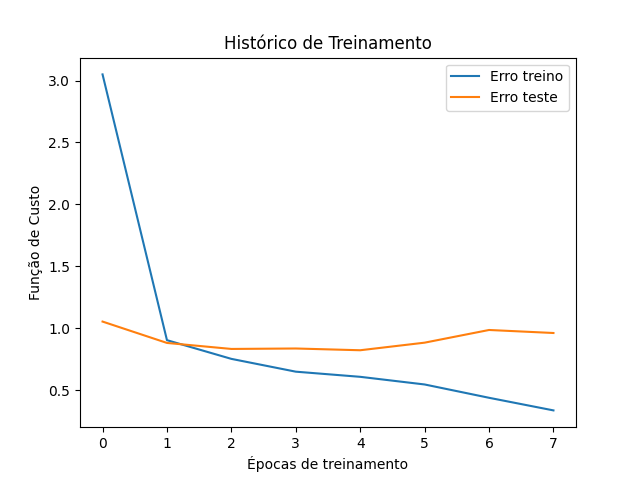 Histórico de Treinamento
Erro treino
Erro teste
Função de Custo
3.0
2.5
2.0
1.5
1.0
0.5
0 1 2 3 4 5 6 7
Épocas de treinamento